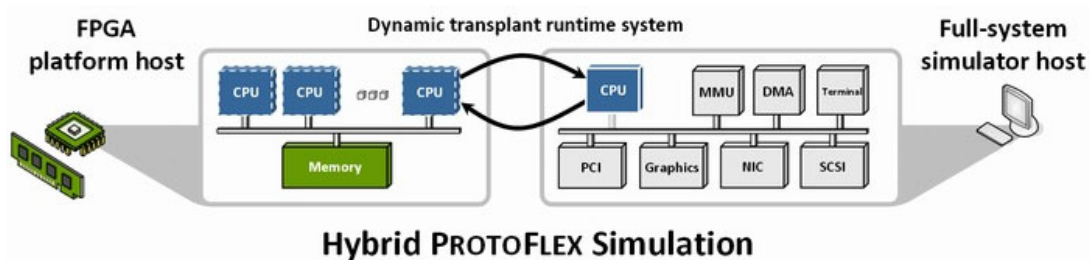 FPGA
platform host
Dynamic transplant runtime system
Full-system
simulator host
CPU CPU CPU
Memory
CPU MMU DMA Terminal
PCI Graphics NIC SCSI
Hybrid PROTOFLEX Simulation